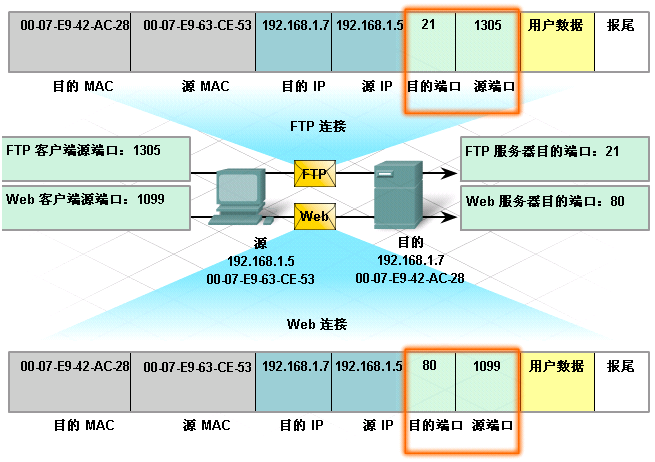 00-07-E9-42-AC-28 00-07-E9-63-CE-53 192.168.1.7 192.168.1.5 21 1305 用户数据 报尾
目的 MAC 源 MAC 目的 IP 源 IP 目的端口 源端口
FTP 连接
FTP 客户端源端口：1305
FTP
FTP 服务器目的端口：21
Web 客户端源端口：1099
Web
Web 服务器目的端口：80
源
192.168.1.5
00-07-E9-63-CE-53
目的
192.168.1.7
00-07-E9-42-AC-28
Web 连接
00-07-E9-42-AC-28 00-07-E9-63-CE-53 192.168.1.7 192.168.1.5 80 1099 用户数据 报尾
目的 MAC 源 MAC 目的 IP 源 IP 目的端口 源端口